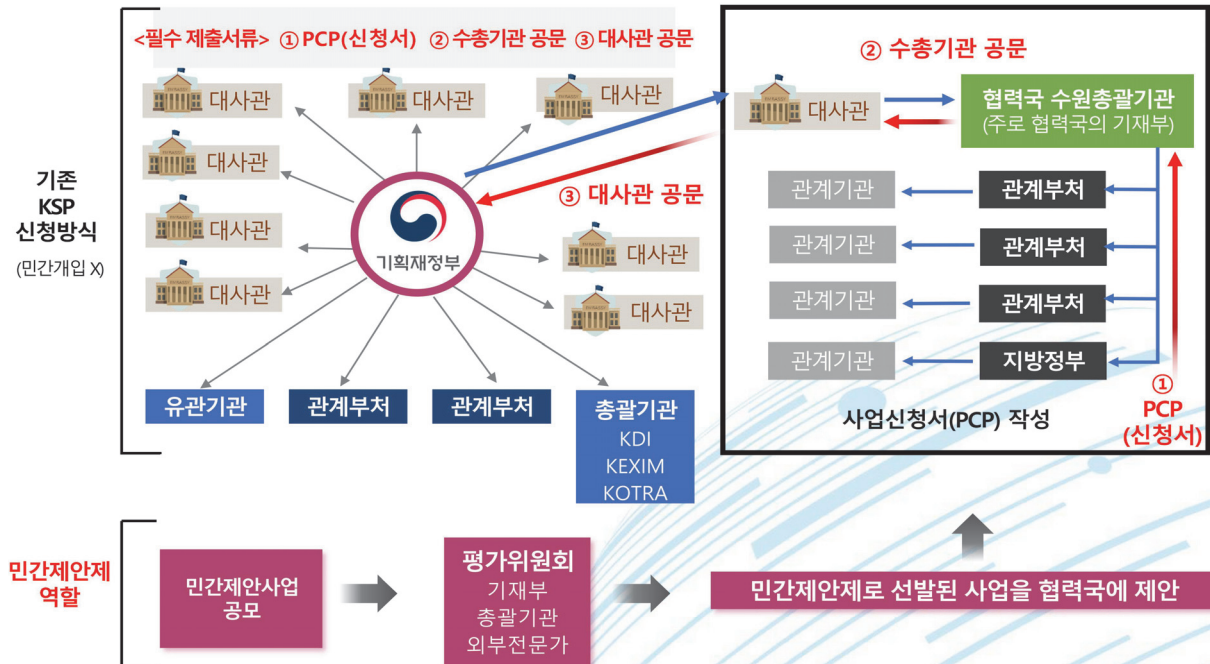 <필수 제출서류> ① PCP(신청서) ② 수총기관 공문 ③ 대사관 공문
대사관
대사관
대사관
대사관
대사관
대사관
대사관
대사관
기존
KSP
신청방식
(민간개입 X)
기획재정부
③ 대사관 공문
유관기관
관계부처
관계부처
총괄기관
KDI
KEXIM
KOTRA
② 수총기관 공문
대사관
협력국 수원총괄기관
(주로 협력국의 기재부)
관계기관
관계부처
관계기관
관계부처
관계기관
관계부처
관계기관
지방정부
사업신청서(PCP) 작성
①
PCP
(신청서)
민간제안제
역할
민간제안사업
공모
평가위원회
기재부
총괄기관
외부전문가
민간제안제로 선발된 사업을 협력국에 제안